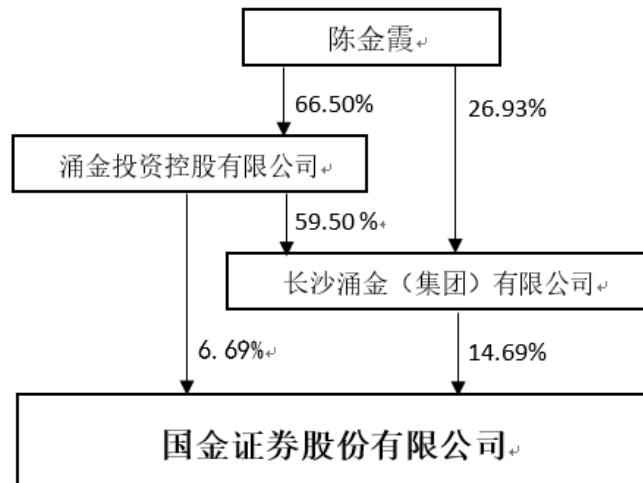 陈金霞
66.50%
26.93%
涌金投资控股有限公司
59.50%
长沙涌金（集团）有限公司
6.69%
14.69%
国金证券股份有限公司